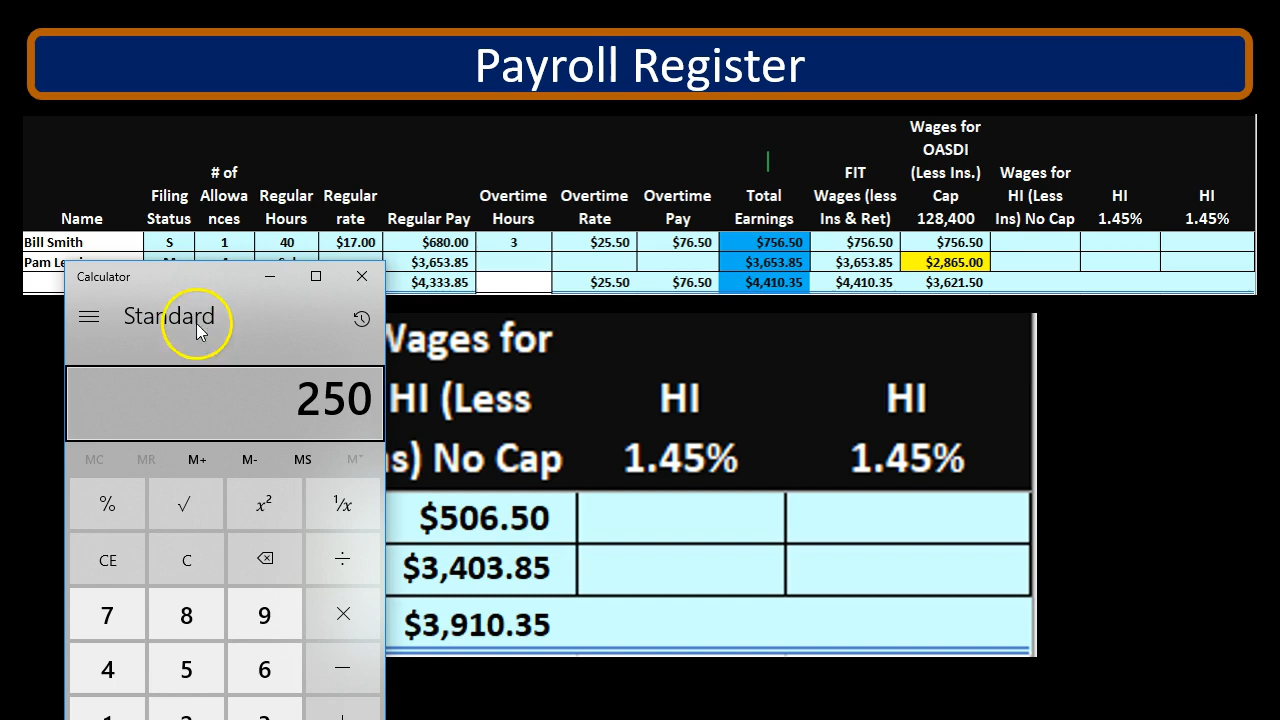 Payroll Register
Wages for
OASDI
# of FIT (Less Ins.) Wages for
Filing Allowa Regular Regular Overtime Overtime Overtime Total Wages (less Cap HI (Less HI HI
Name Status nces Hours rate Regular Pay Hours Rate Pay Earnings Ins & Ret) 128,400 Ins) No Cap 1.45% 1.45%
Bill Smith S 1 40 $17.00 $680.00 3 $25.50 $76.50 $756.50 $756.50 $756.50
Pam $3,653.85 $3,653.85 $3,653.85 $2,865.00
$4,333.85 $25.50 $76.50 $4,410.35 $4,410.35 $3,621.50
Calculator
Standard
250
MC MR M+ M- MS M
% √ x² ¹/x
CE C ÷
7 8 9 ×
4 5 6 −
Wages for
HI (Less HI HI
No Cap 1.45% 1.45%
$506.50
$3,403.85
$3,910.35